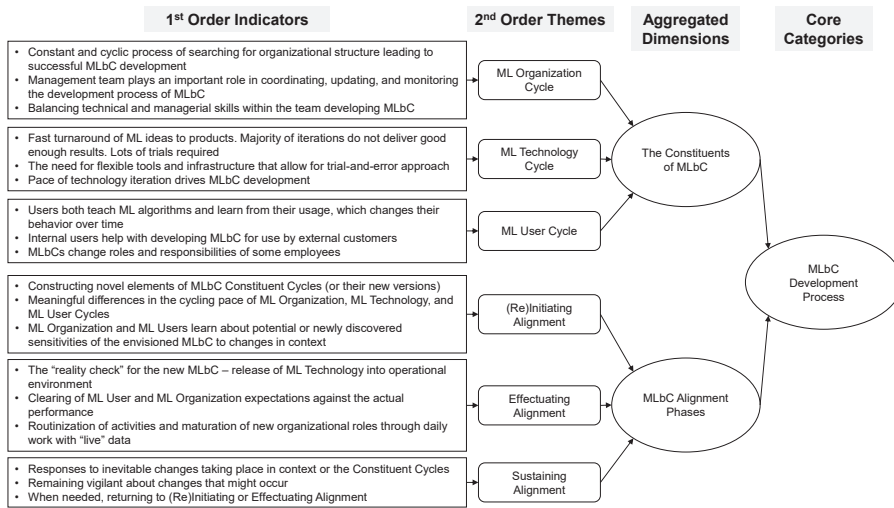 1st Order Indicators
2nd Order Themes
Aggregated
Dimensions
Core
Categories
• Constant and cyclic process of searching for organizational structure leading to
successful MLbC development
• Management team plays an important role in coordinating, updating, and monitoring
the development process of MLbC
• Balancing technical and managerial skills within the team developing MLbC
ML Organization
Cycle
• Fast turnaround of ML ideas to products. Majority of iterations do not deliver good
enough results. Lots of trials required
• The need for flexible tools and infrastructure that allow for trial-and-error approach
• Pace of technology iteration drives MLbC development
ML Technology
Cycle
The Constituents
of MLbC
• Users both teach ML algorithms and learn from their usage, which changes their
behavior over time
• Internal users help with developing MLbC for use by external customers
• MLbCs change roles and responsibilities of some employees
ML User Cycle
MLbC
Development
Process
• Constructing novel elements of MLbC Constituent Cycles (or their new versions)
• Meaningful differences in the cycling pace of ML Organization, ML Technology, and
ML User Cycles
• ML Organization and ML Users learn about potential or newly discovered
sensitivities of the envisioned MLbC to changes in context
(Re)Initiating
Alignment
• The “reality check” for the new MLbC – release of ML Technology into operational
environment
• Clearing of ML User and ML Organization expectations against the actual
performance
• Routinization of activities and maturation of new organizational roles through daily
work with “live” data
Effectuating
Alignment
MLbC Alignment
Phases
• Responses to inevitable changes taking place in context or the Constituent Cycles
• Remaining vigilant about changes that might occur
• When needed, returning to (Re)Initiating or Effectuating Alignment
Sustaining
Alignment